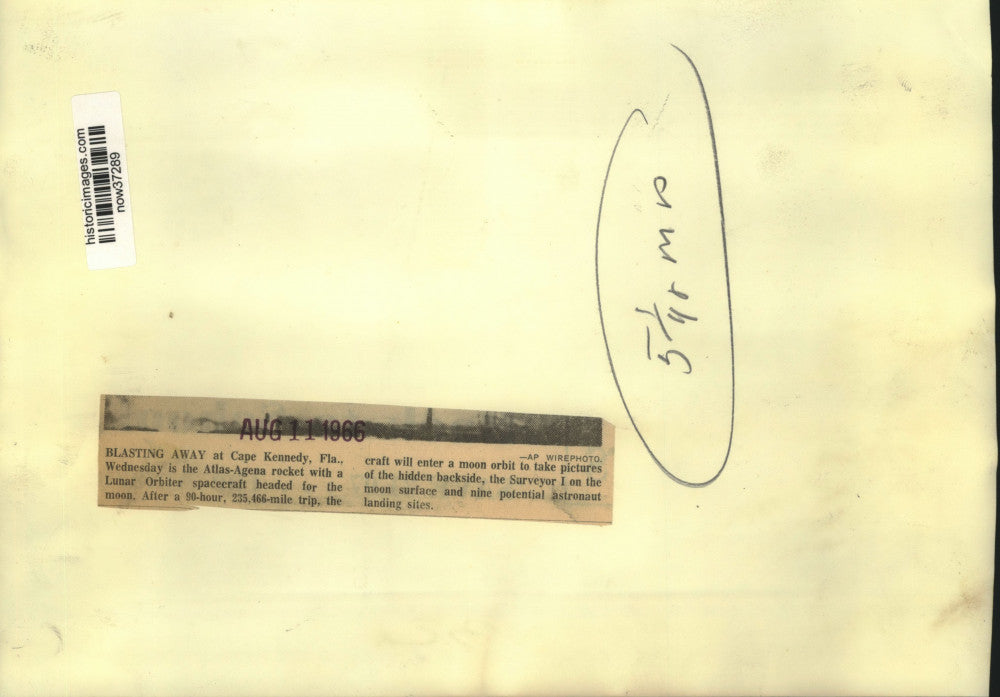 historicimages.com
now37289
AUG 11 1966
—AP WIREPHOTO.
BLASTING AWAY at Cape Kennedy, Fla.,
Wednesday is the Atlas-Agena rocket with a
Lunar Orbiter spacecraft headed for the
moon. After a 90-hour, 235,466-mile trip, the
craft will enter a moon orbit to take pictures
of the hidden backside, the Surveyor I on the
moon surface and nine potential astronaut
landing sites.